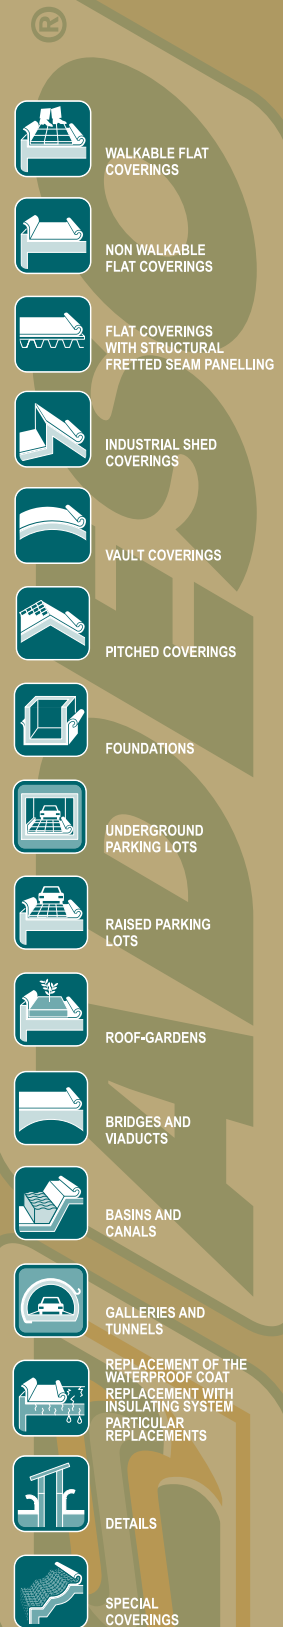 ®
WALKABLE FLAT
COVERINGS
NON WALKABLE
FLAT COVERINGS
FLAT COVERINGS
WITH STRUCTURAL
FRETTED SEAM PANELLING
INDUSTRIAL SHED
COVERINGS
VAULT COVERINGS
PITCHED COVERINGS
FOUNDATIONS
UNDERGROUND
PARKING LOTS
RAISED PARKING
LOTS
ROOF-GARDENS
BRIDGES AND
VIADUCTS
BASINS AND
CANALS
GALLERIES AND
TUNNELS
REPLACEMENT OF THE
WATERPROOF COAT
REPLACEMENT WITH
INSULATING SYSTEM
PARTICULAR
REPLACEMENTS
DETAILS
SPECIAL
COVERINGS
ADESO